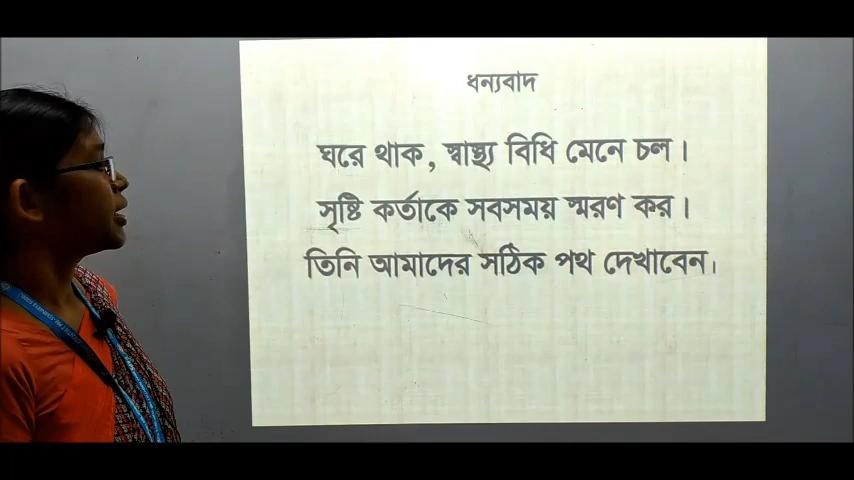 ধন্যবাদ
ঘরে থাক, স্বাস্থ্য বিধি মেনে চল।
সৃষ্টি কর্তাকে সবসময় স্মরণ কর।
তিনি আমাদের সঠিক পথ দেখাবেন।